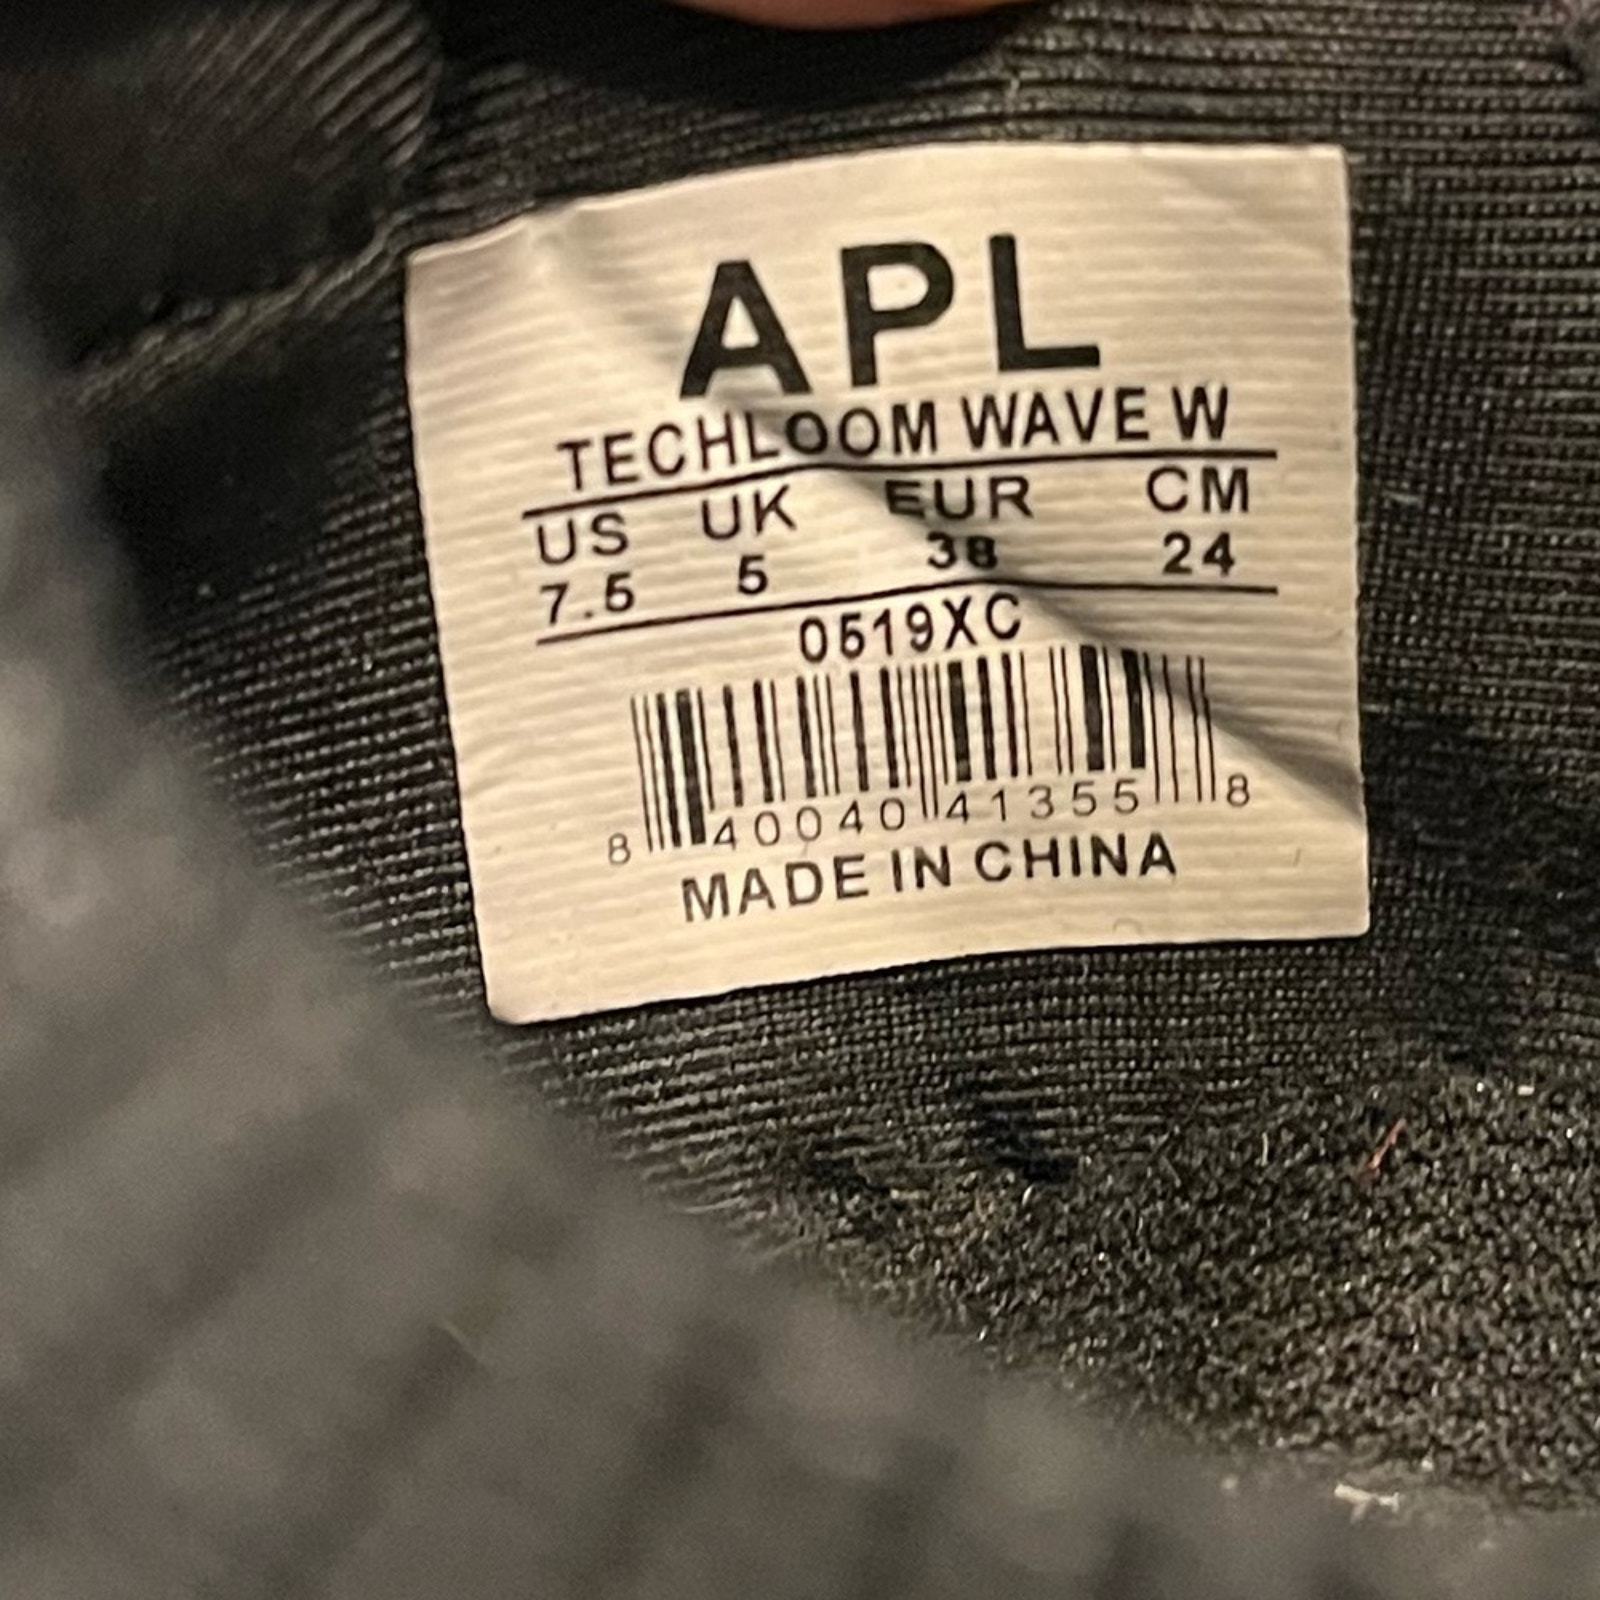 APL
TECHLOOM WAVE W
US UK EUR CM
7.5 5 38 24
0519XC
8 40040 41355 8
MADE IN CHINA